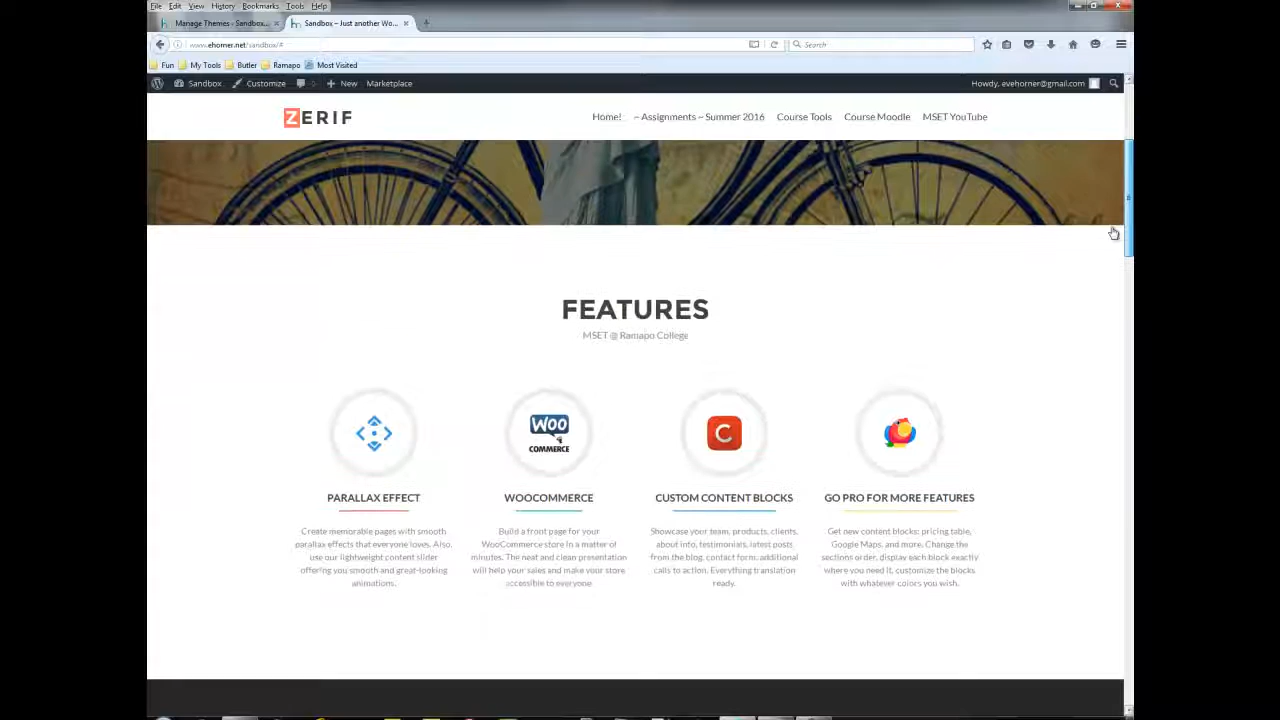 File Edit View History Bookmarks Tools Help
Manage Themes ‹ Sandbox... × Sandbox – Just another Wo... × +
www.ehorner.net/sandbox/# Search
Fun My Tools Butler Ramapo Most Visited
Sandbox Customize New Marketplace Howdy, evehorner@gmail.com
ZERIF Home! ~ Assignments ~ Summer 2016 Course Tools Course Moodle MSET YouTube
FEATURES
MSET @ Ramapo College
WOO C
COMMERCE
PARALLAX EFFECT WOOCOMMERCE CUSTOM CONTENT BLOCKS GO PRO FOR MORE FEATURES
Create memorable pages with smooth
parallax effects that everyone loves. Also,
use our lightweight content slider
offering you smooth and great-looking
animations.
Build a front page for your
WooCommerce store in a matter of
minutes. The neat and clean presentation
will help your sales and make your store
accessible to everyone.
Showcase your team, products, clients,
about info, testimonials, latest posts
from the blog, contact form, additional
calls to action. Everything translation
ready.
Get new content blocks: pricing table,
Google Maps, and more. Change the
sections order, display each block exactly
where you need it, customize the blocks
with whatever colors you wish.